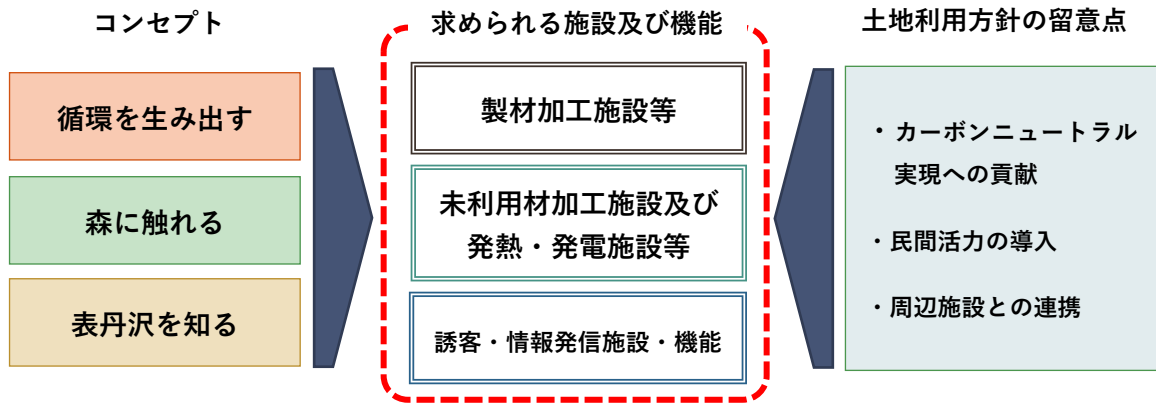 コンセプト
循環を生み出す
森に触れる
表丹沢を知る
求められる施設及び機能
製材加工施設等
未利用材加工施設及び
発熱・発電施設等
誘客・情報発信施設・機能
土地利用方針の留意点
・カーボンニュートラル
実現への貢献
・民間活力の導入
・周辺施設との連携